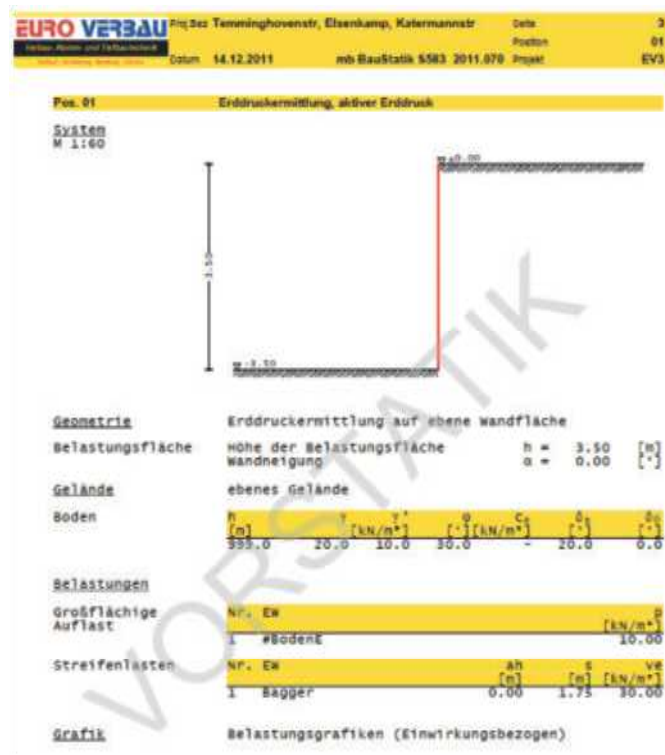 EURO VERBAU
Proj.Bez Temminghovenstr, Elsenkamp, Katermannstr Seite 3
Position 01
Datum 14.12.2011 mb BauStatik S583 2011.070 Projekt EV3
Pos. 01 Erddruckermittlung, aktiver Erddruck
System
M 1:60
±0.00
3.50
-3.50
VORSTATIK
Geometrie Erddruckermittlung auf ebene Wandfläche
Belastungsfläche Höhe der Belastungsfläche h = 3.50 [m]
Wandneigung α = 0.00 [°]
Gelände ebenes Gelände
Boden h γ γ' φ
[m] [kN/m³] [°] [kN/m²] [°] [°]
999.0 20.0 10.0 30.0 - 20.0 0.0
Belastungen
Großflächige Auflast Nr. EW p
[kN/m²]
1 #BodenE 10.00
Streifenlasten Nr. EW ah s ve
[m] [m] [kN/m²]
1 Bagger 0.00 1.75 30.00
Grafik Belastungsgrafiken (Einwirkungsbezogen)